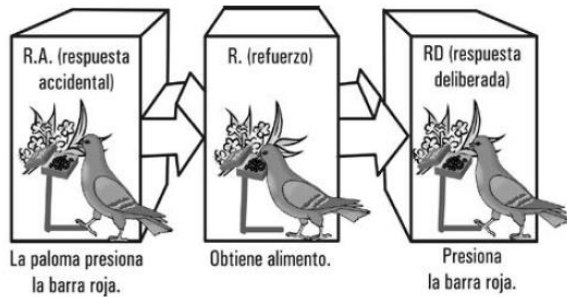 R.A. (respuesta
accidental)
La paloma presiona
la barra roja.
R. (refuerzo)
Obtiene alimento.
RD (respuesta
deliberada)
Presiona
la barra roja.